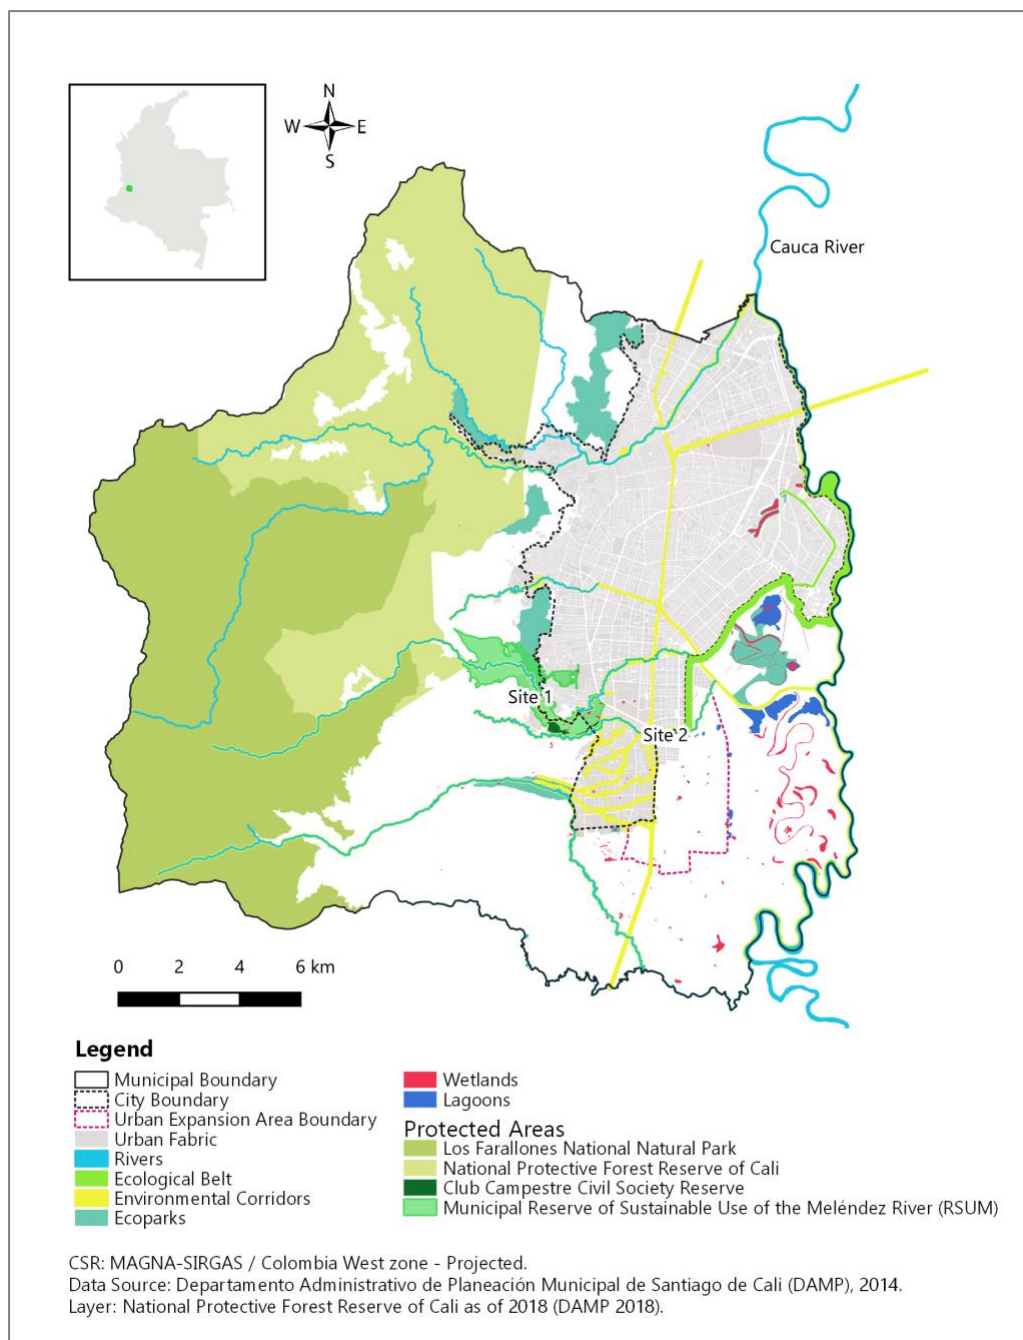 N
W E
S
Cauca River
Site 1
Site 2
0 2 4 6 km
Legend
Municipal Boundary
City Boundary
Urban Expansion Area Boundary
Urban Fabric
Rivers
Ecological Belt
Environmental Corridors
Ecoparks
Wetlands
Lagoons
Protected Areas
Los Farallones National Natural Park
National Protective Forest Reserve of Cali
Club Campestre Civil Society Reserve
Municipal Reserve of Sustainable Use of the Meléndez River (RSUM)
CSR: MAGNA-SIRGAS / Colombia West zone - Projected.
Data Source: Departamento Administrativo de Planeación Municipal de Santiago de Cali (DAMP), 2014.
Layer: National Protective Forest Reserve of Cali as of 2018 (DAMP 2018).